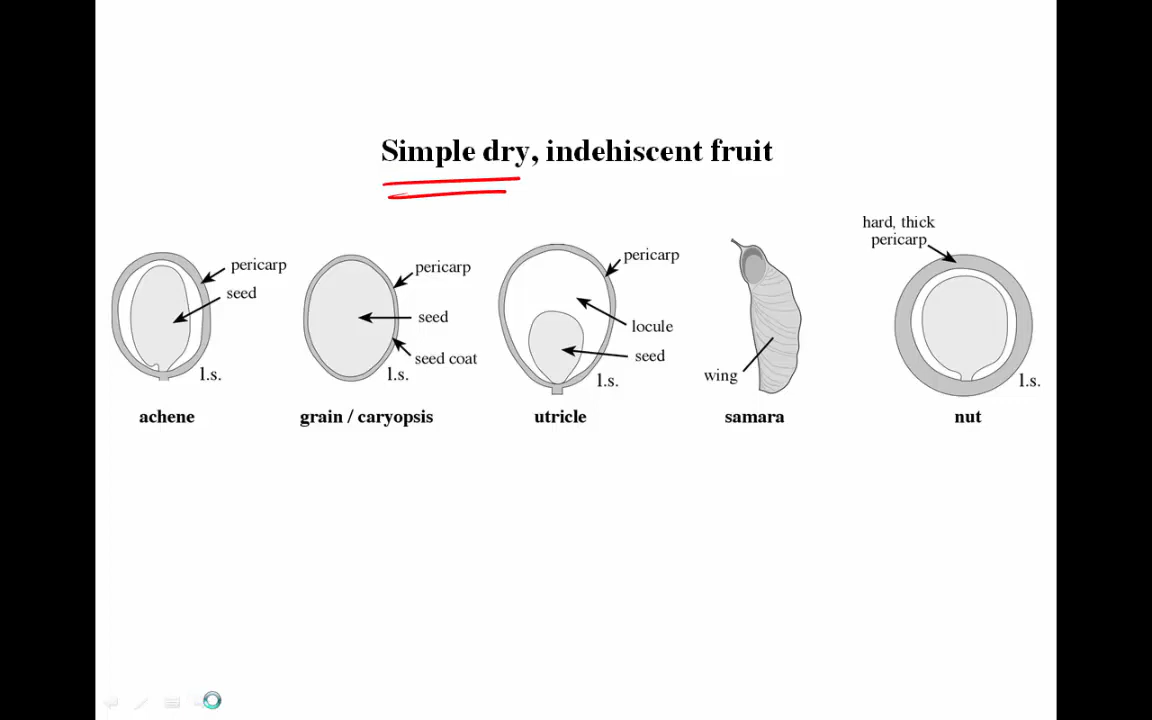 Simple dry, indehiscent fruit
pericarp
seed
l.s.
achene
pericarp
seed
seed coat
l.s.
grain / caryopsis
pericarp
locule
seed
l.s.
utricle
wing
samara
hard, thick
pericarp
l.s.
nut